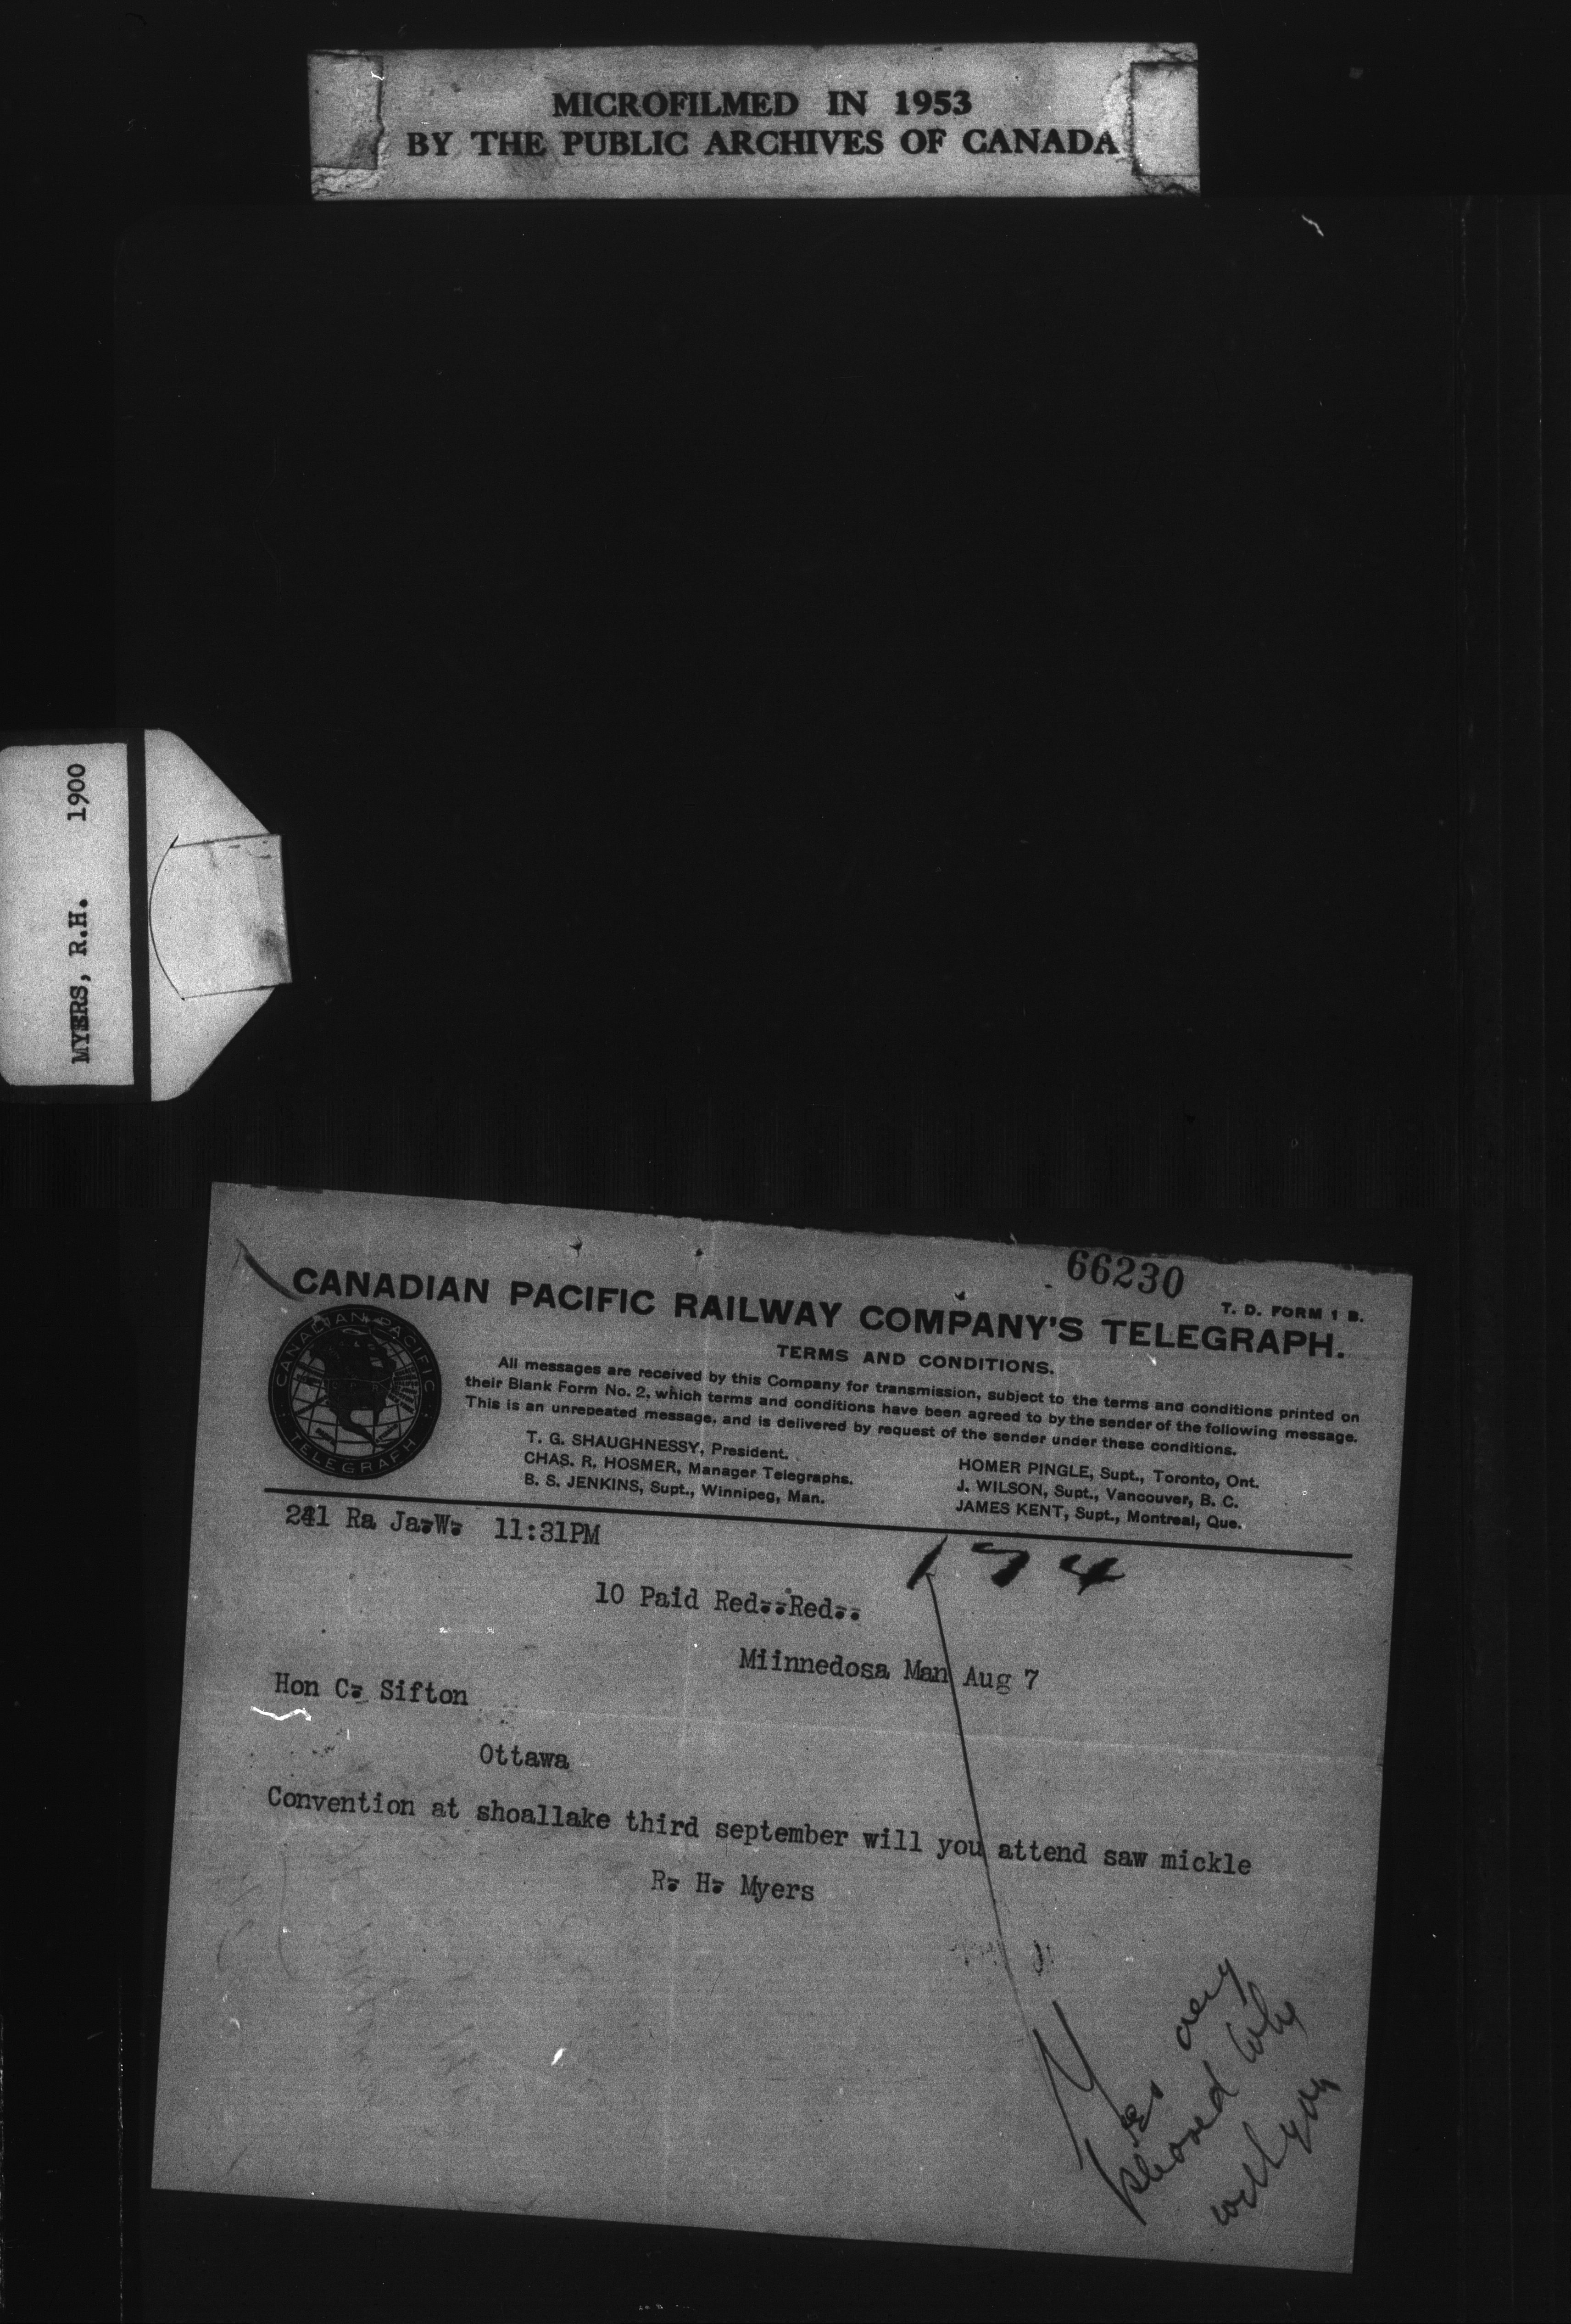 MICROFILMED IN 1953
BY THE PUBLIC ARCHIVES OF CANADA
MYERS, R.H. 1900
66230
T. D. FORM 1 B.
CANADIAN PACIFIC RAILWAY COMPANY'S TELEGRAPH.
CANADIAN PACIFIC TELEGRAPH
TERMS AND CONDITIONS.
All messages are received by this Company for transmission, subject to the terms and conditions printed on
their Blank Form No. 2, which terms and conditions have been agreed to by the sender of the following message.
This is an unrepeated message, and is delivered by request of the sender under these conditions.
T. G. SHAUGHNESSY, President.
CHAS. R. HOSMER, Manager Telegraphs.
B. S. JENKINS, Supt., Winnipeg, Man.
HOMER PINGLE, Supt., Toronto, Ont.
J. WILSON, Supt., Vancouver, B. C.
JAMES KENT, Supt., Montreal, Que.
241 Ra Ja.W. 11:31PM
174
10 Paid Red..Red..
Miinnedosa Man Aug 7
Hon C. Sifton
Ottawa
Convention at shoallake third september will you attend saw mickle
R. H. Myers
Yes
pleased
will you